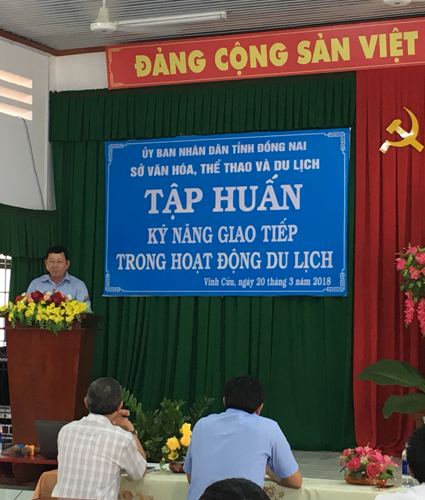 ĐẢNG CỘNG SẢN VIỆT
ỦY BAN NHÂN DÂN TỈNH ĐỒNG NAI
SỞ VĂN HÓA, THỂ THAO VÀ DU LỊCH
TẬP HUẤN
KỸ NĂNG GIAO TIẾP
TRONG HOẠT ĐỘNG DU LỊCH
Vĩnh Cửu, ngày 20 tháng 3 năm 2018